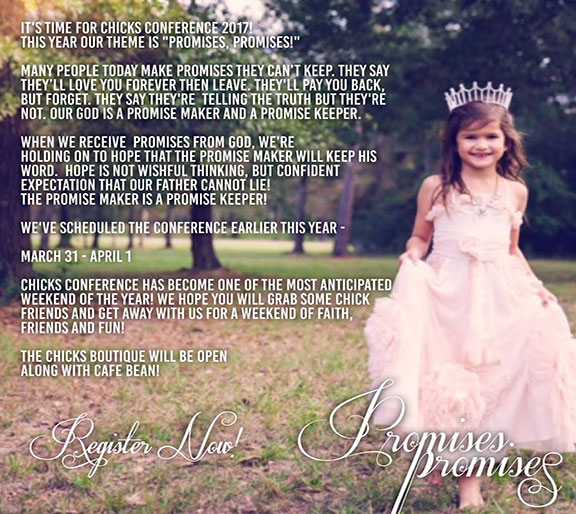 IT'S TIME FOR CHICKS CONFERENCE 2017!
THIS YEAR OUR THEME IS "PROMISES, PROMISES!"
MANY PEOPLE TODAY MAKE PROMISES THEY CAN'T KEEP. THEY SAY
THEY'LL LOVE YOU FOREVER THEN LEAVE. THEY'LL PAY YOU BACK,
BUT FORGET. THEY SAY THEY'RE TELLING THE TRUTH BUT THEY'RE
NOT. OUR GOD IS A PROMISE MAKER AND A PROMISE KEEPER.
WHEN WE RECEIVE PROMISES FROM GOD, WE'RE
HOLDING ON TO HOPE THAT THE PROMISE MAKER WILL KEEP HIS
WORD. HOPE IS NOT WISHFUL THINKING, BUT CONFIDENT
EXPECTATION THAT OUR FATHER CANNOT LIE!
THE PROMISE MAKER IS A PROMISE KEEPER!
WE'VE SCHEDULED THE CONFERENCE EARLIER THIS YEAR -
MARCH 31 - APRIL 1
CHICKS CONFERENCE HAS BECOME ONE OF THE MOST ANTICIPATED
WEEKEND OF THE YEAR! WE HOPE YOU WILL GRAB SOME CHICK
FRIENDS AND GET AWAY WITH US FOR A WEEKEND OF FAITH,
FRIENDS AND FUN!
THE CHICKS BOUTIQUE WILL BE OPEN
ALONG WITH CAFE BEAN!
Register Now!
Promises,
Promises